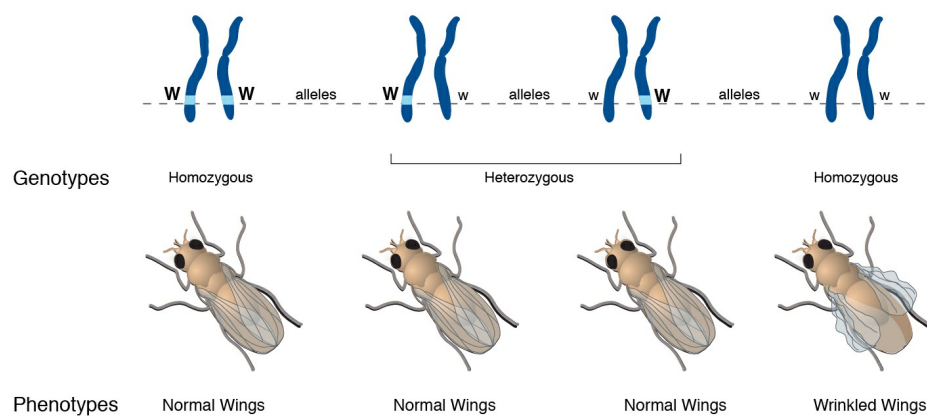 W W alleles W w alleles w W alleles w w
Genotypes Homozygous Heterozygous Homozygous
Phenotypes Normal Wings Normal Wings Normal Wings Wrinkled Wings